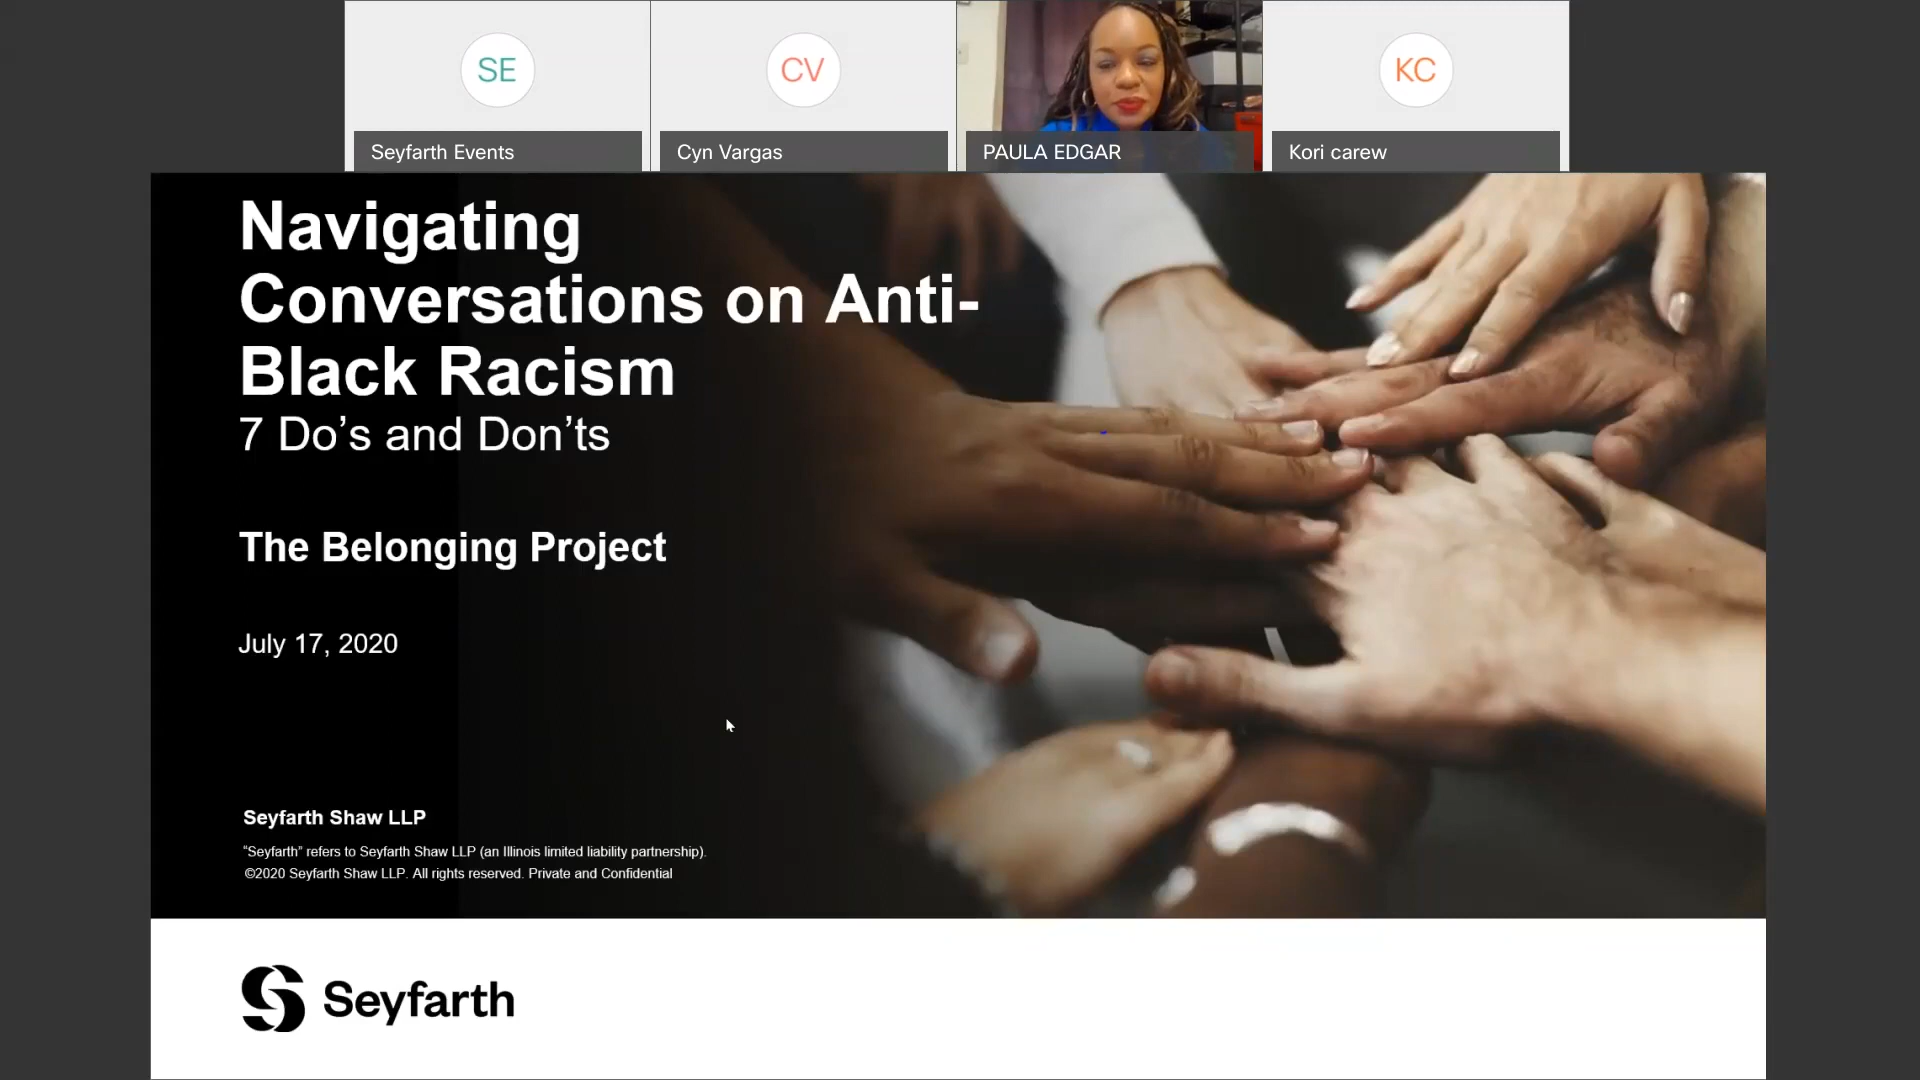 SE
CV
KC
Seyfarth Events
Cyn Vargas
PAULA EDGAR
Kori carew
Navigating
Conversations on Anti-
Black Racism
7 Do’s and Don’ts
The Belonging Project
July 17, 2020
Seyfarth Shaw LLP
“Seyfarth” refers to Seyfarth Shaw LLP (an Illinois limited liability partnership).
©2020 Seyfarth Shaw LLP. All rights reserved. Private and Confidential
Seyfarth